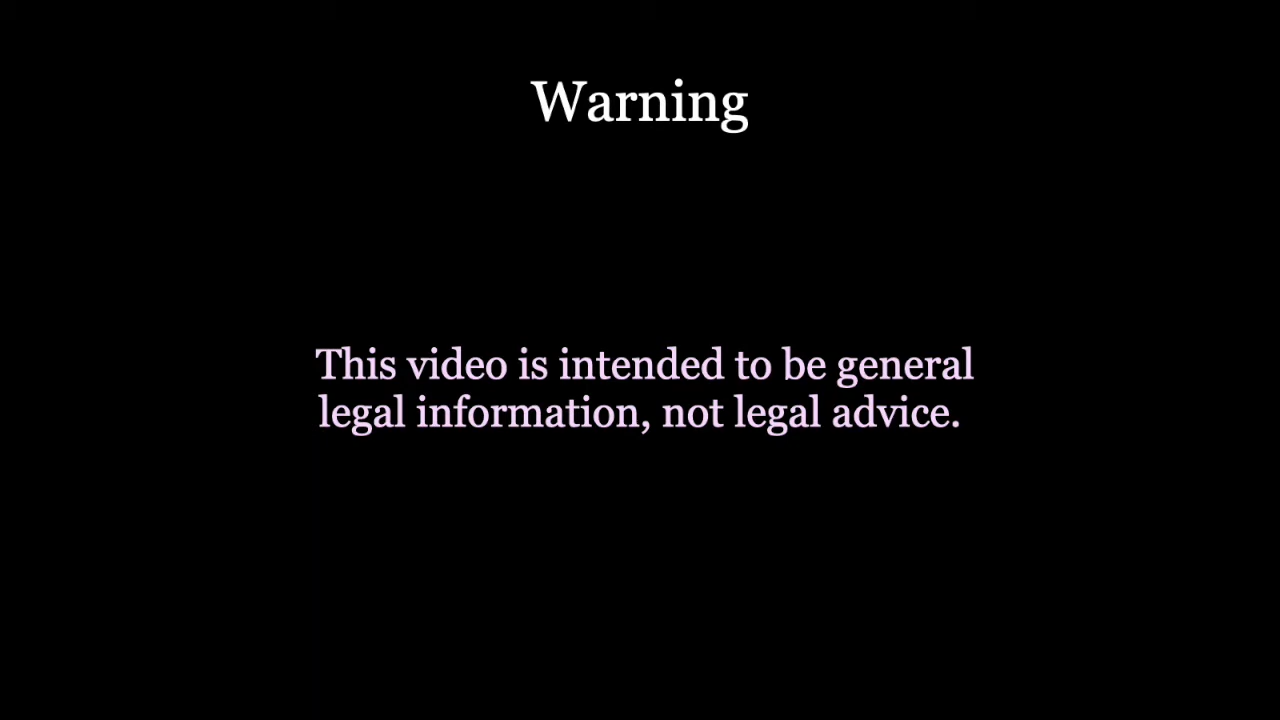 Warning
This video is intended to be general
legal information, not legal advice.